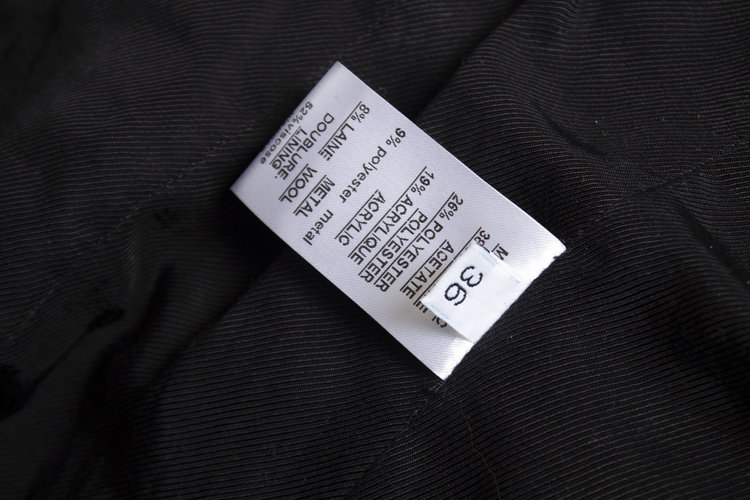 36
ACETATE
26% POLYESTER
POLYESTER
19% ACRYLIQUE
ACRYLIC
9% polyester metal
METAL
8% LAINE
WOOL
DOUBLURE:
LINING:
52%viscose